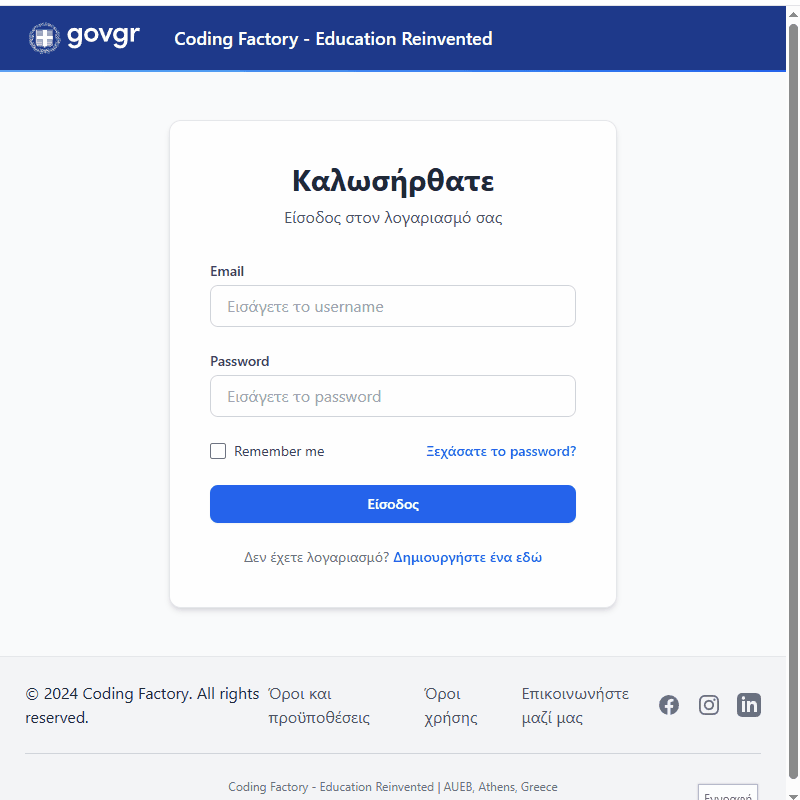 govgr
Coding Factory - Education Reinvented
Καλωσήρθατε
Είσοδος στον λογαριασμό σας
Email
Εισάγετε το username
Password
Εισάγετε το password
Remember me
Ξεχάσατε το password?
Είσοδος
Δεν έχετε λογαριασμό? Δημιουργήστε ένα εδώ
© 2024 Coding Factory. All rights
reserved.
Όροι και
προϋποθέσεις
Όροι
χρήσης
Επικοινωνήστε
μαζί μας
in
Coding Factory - Education Reinvented | AUEB, Athens, Greece
Εγγραφή